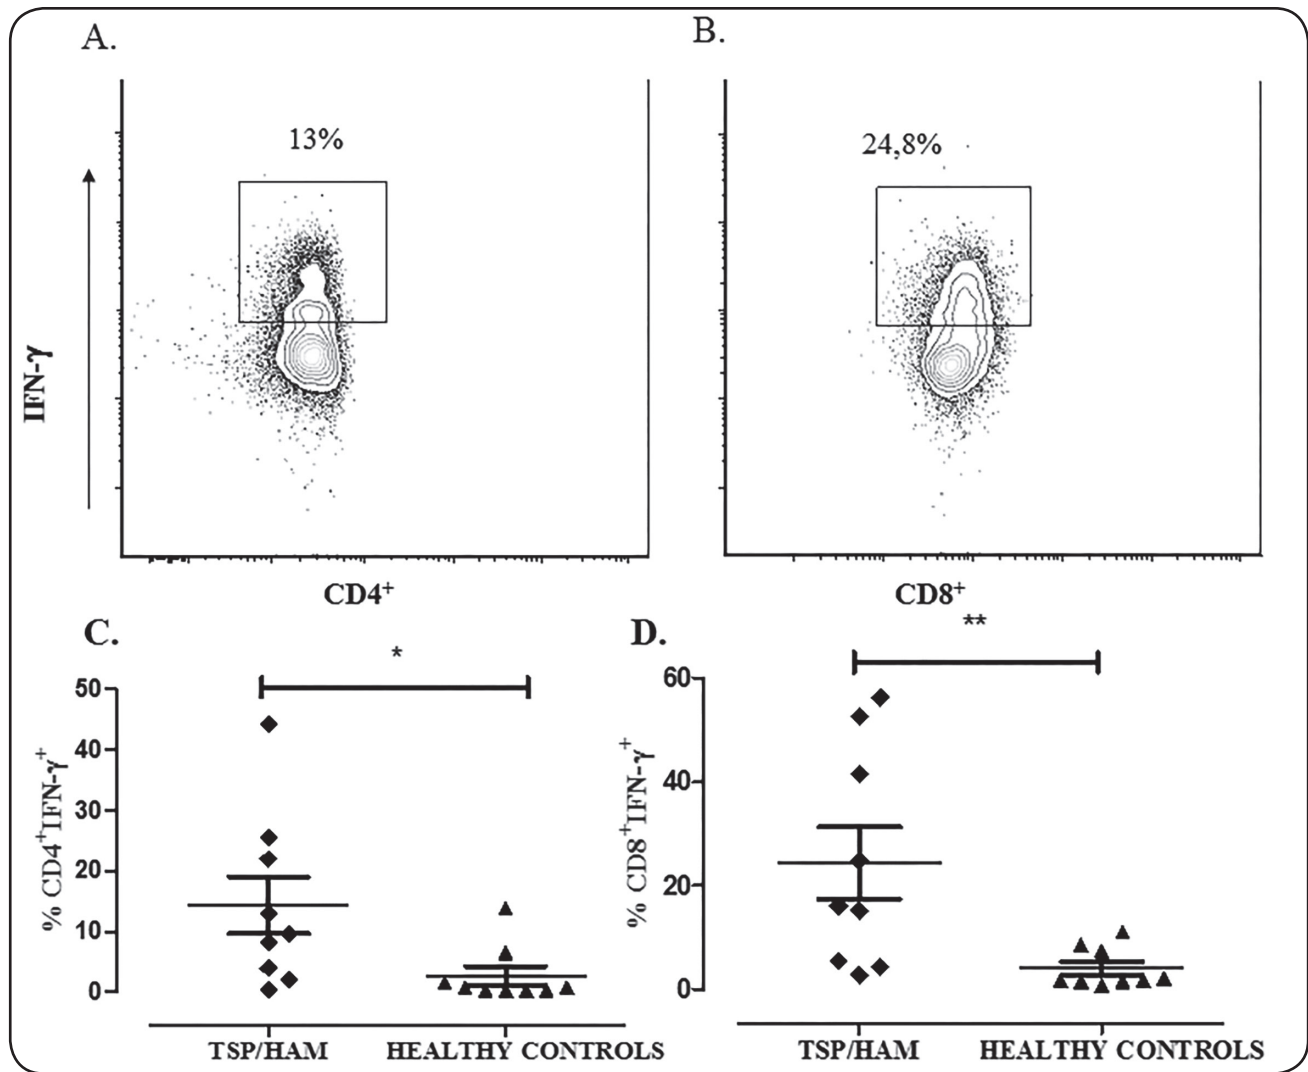 A.
B.
13%
24,8%
IFN-γ
CD4+
CD8+
C.
D.
*
**
50
40
30
20
10
0
% CD4+IFN-γ+
60
40
20
0
% CD8+IFN-γ+
TSP/HAM
HEALTHY CONTROLS
TSP/HAM
HEALTHY CONTROLS